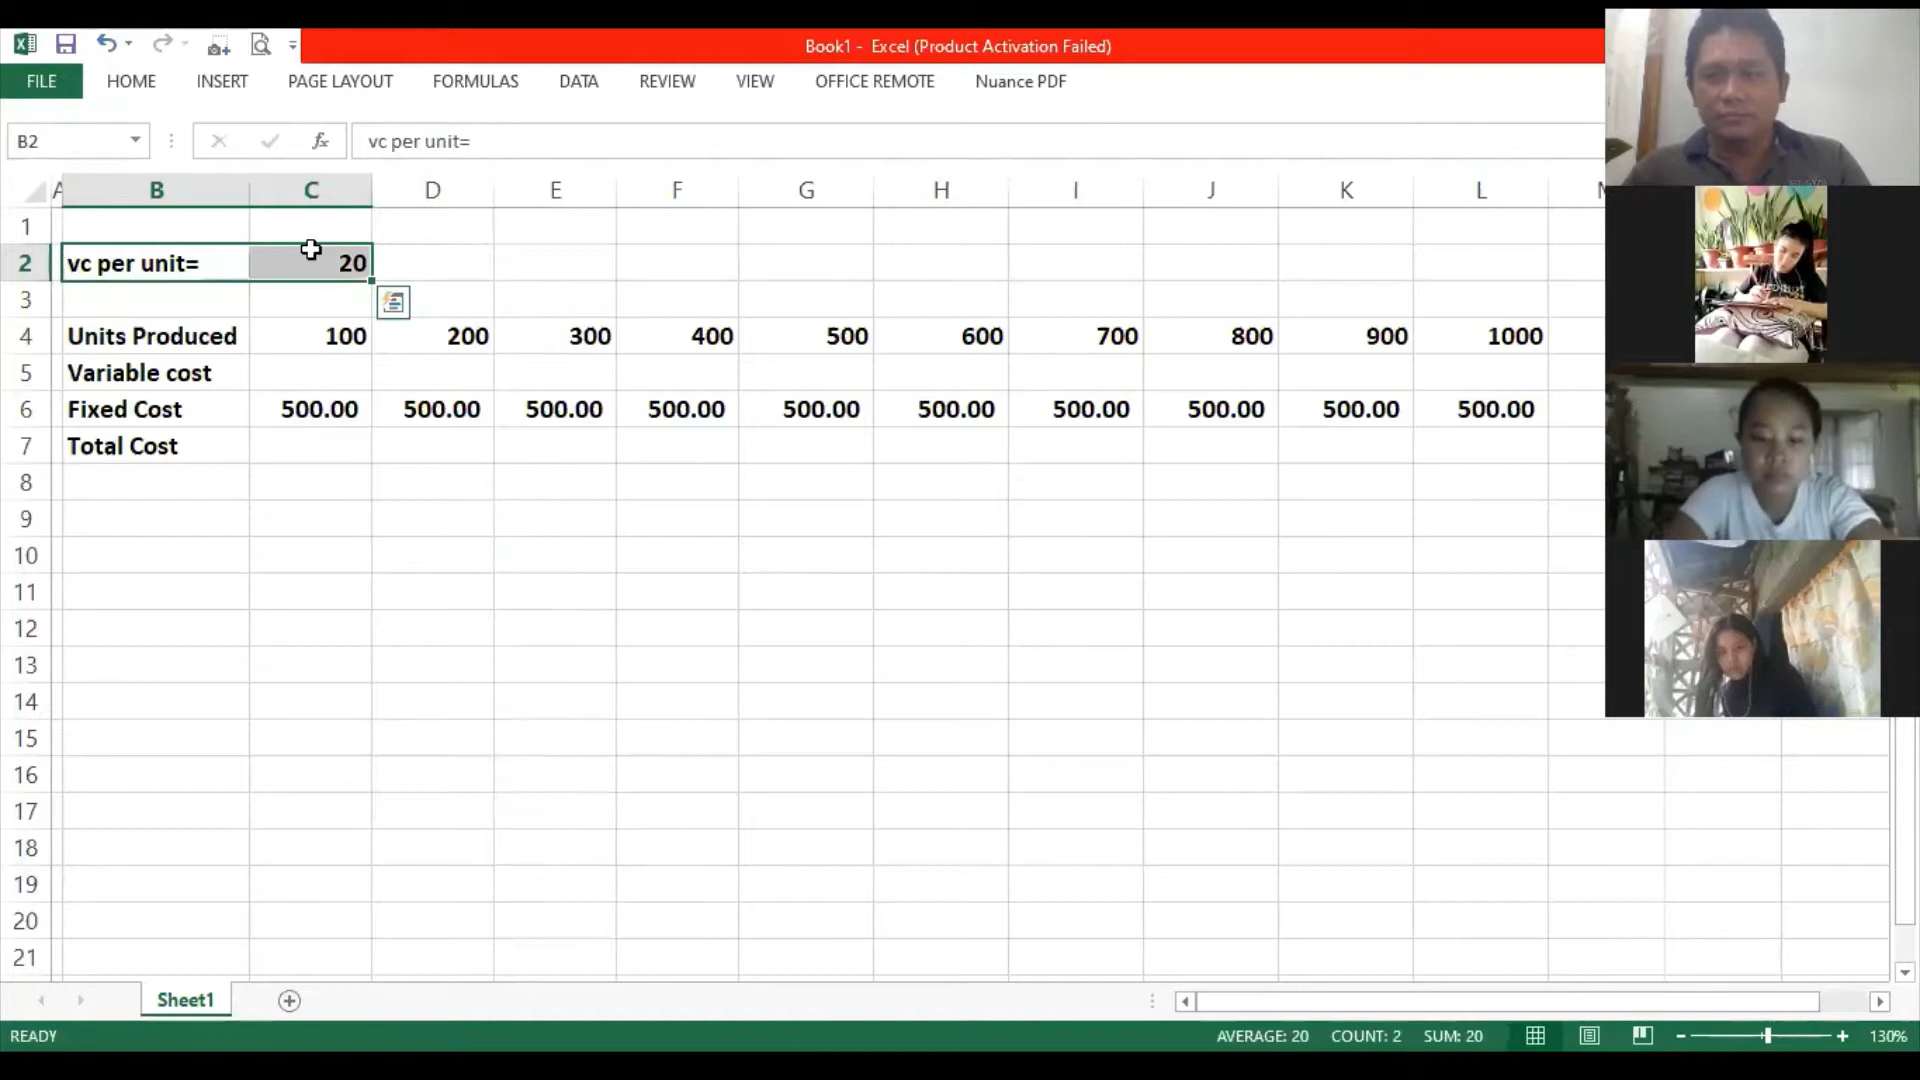 Book1 - Excel (Product Activation Failed)
FILE HOME INSERT PAGE LAYOUT FORMULAS DATA REVIEW VIEW OFFICE REMOTE Nuance PDF
B2 fx vc per unit=
A B C D E F G H I J K L
1
2 vc per unit= 20
3
4 Units Produced 100 200 300 400 500 600 700 800 900 1000
5 Variable cost
6 Fixed Cost 500.00 500.00 500.00 500.00 500.00 500.00 500.00 500.00 500.00 500.00
7 Total Cost
8
9
10
11
12
13
14
15
16
17
18
19
20
21
Sheet1
READY AVERAGE: 20 COUNT: 2 SUM: 20 130%